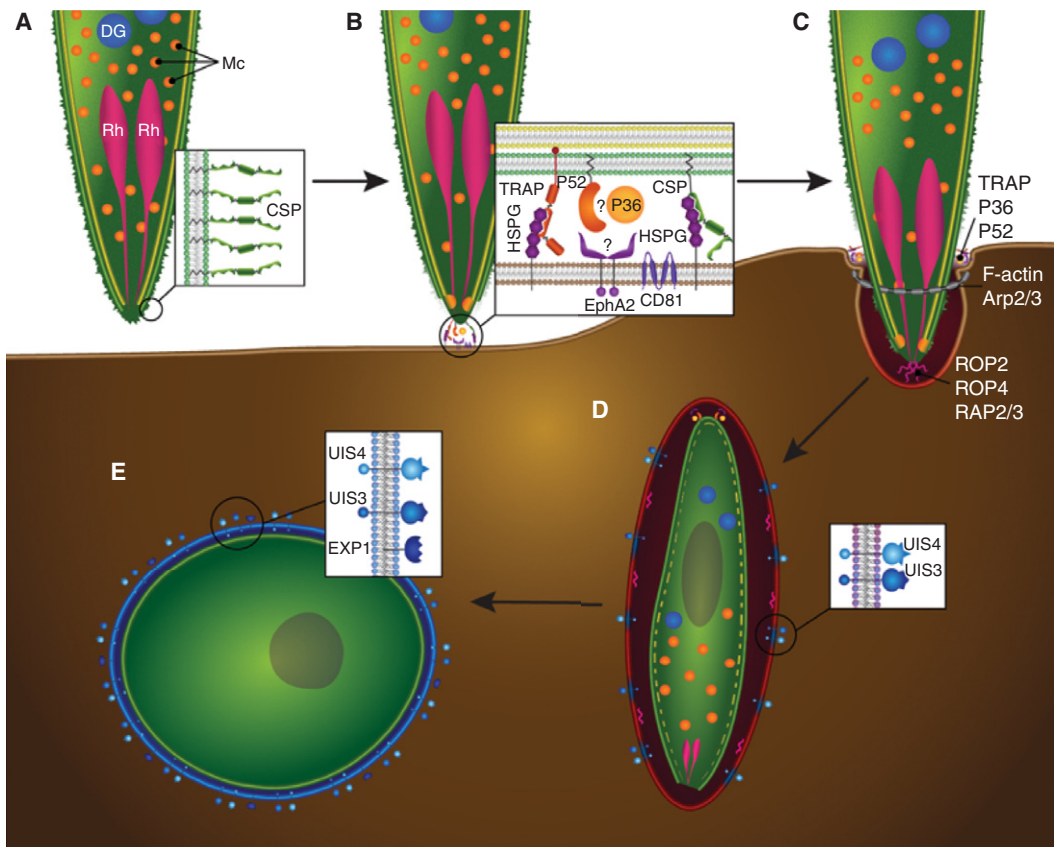 A
DG
Mc
Rh
Rh
CSP
B
TRAP
HSPG
P52
?
P36
CSP
HSPG
?
EphA2
CD81
C
TRAP
P36
P52
F-actin
Arp2/3
ROP2
ROP4
RAP2/3
D
UIS4
UIS3
E
UIS4
UIS3
EXP1